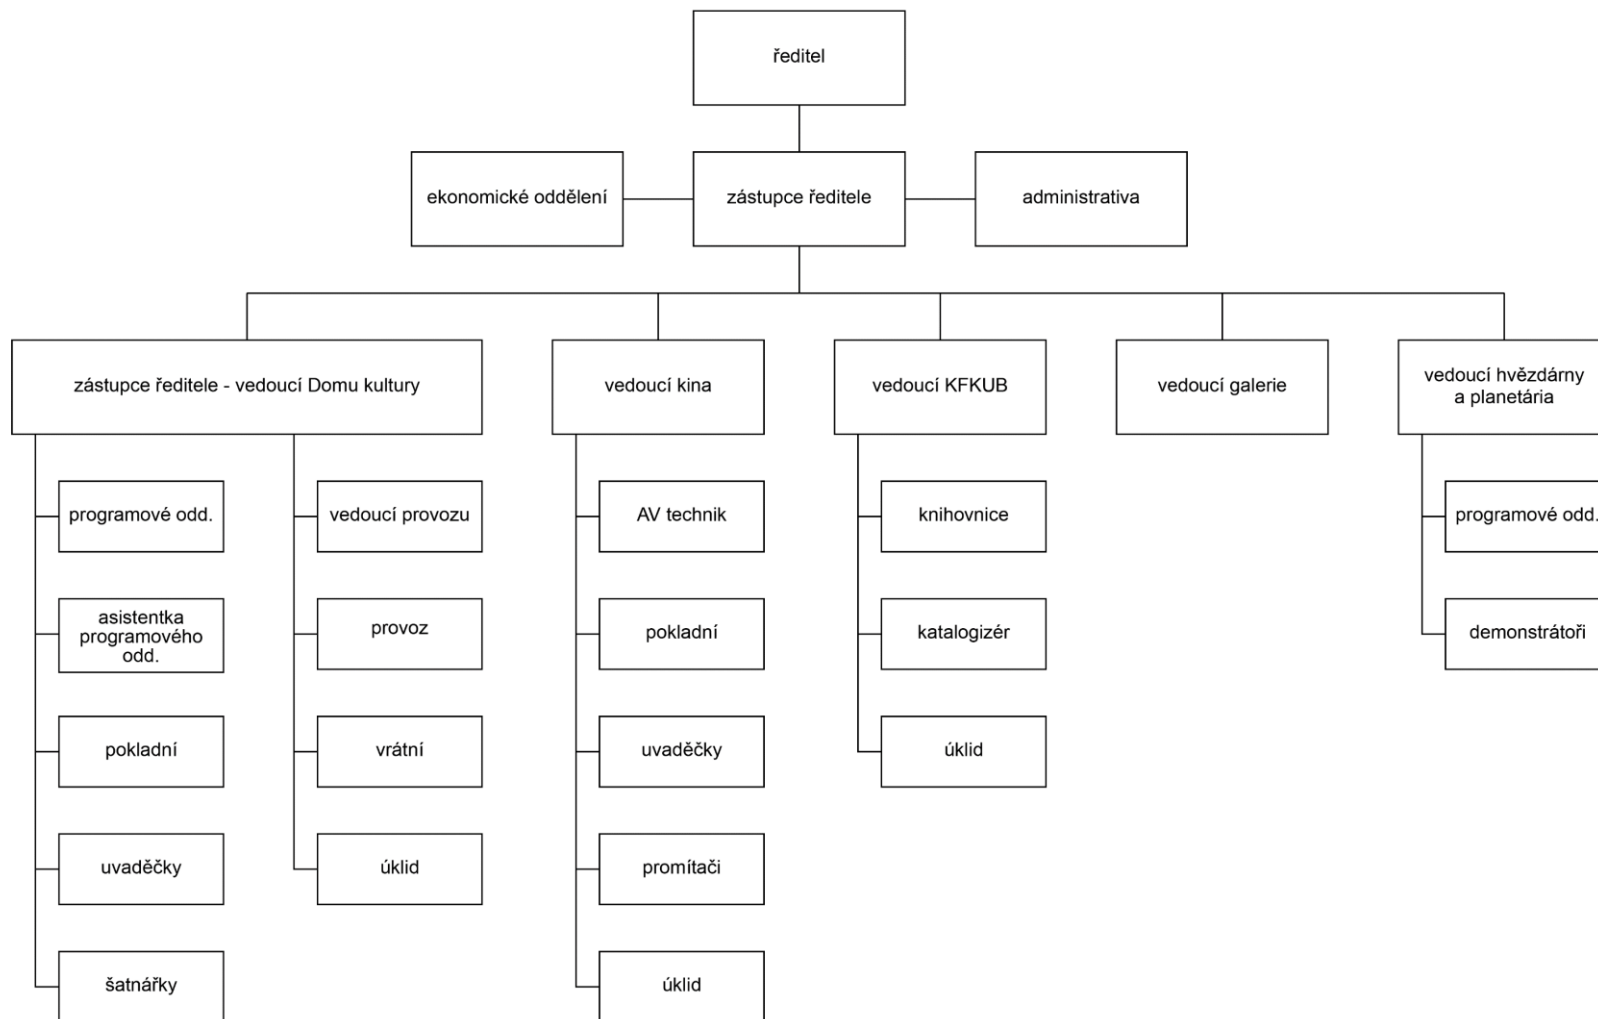 ředitel
ekonomické oddělení
zástupce ředitele
administrativa
zástupce ředitele - vedoucí Domu kultury
vedoucí kina
vedoucí KFKUB
vedoucí galerie
vedoucí hvězdárny
a planetária
programové odd.
asistentka
programového
odd.
pokladní
uvaděčky
šatnářky
vedoucí provozu
provoz
vrátní
úklid
AV technik
pokladní
uvaděčky
promítači
úklid
knihovnice
katalogizér
úklid
programové odd.
demonstrátoři